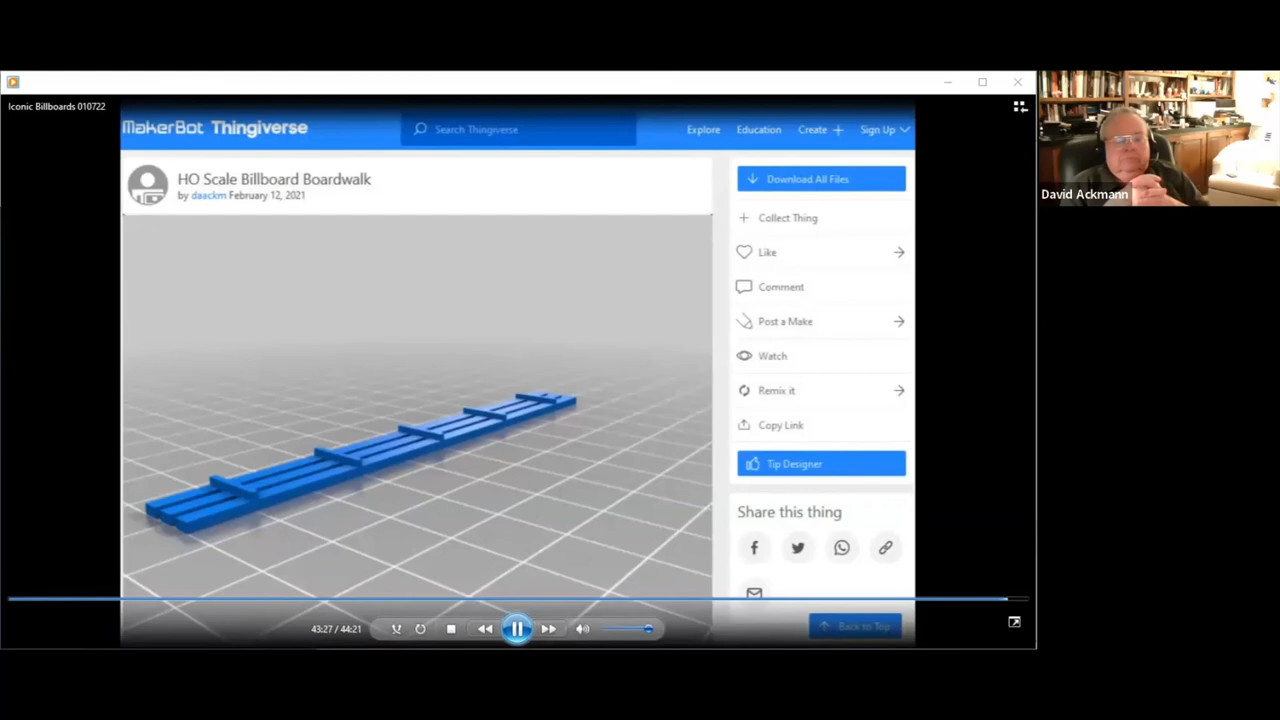 Iconic Billboards 010722
MakerBot Thingiverse
Search Thingiverse
Explore
Education
Create
Sign Up
HO Scale Billboard Boardwalk
by daackm February 12, 2021
Download All Files
Collect Thing
Like
Comment
Post a Make
Watch
Remix it
Copy Link
Tip Designer
Share this thing
Back to Top
43:27 / 44:21
David Ackmann